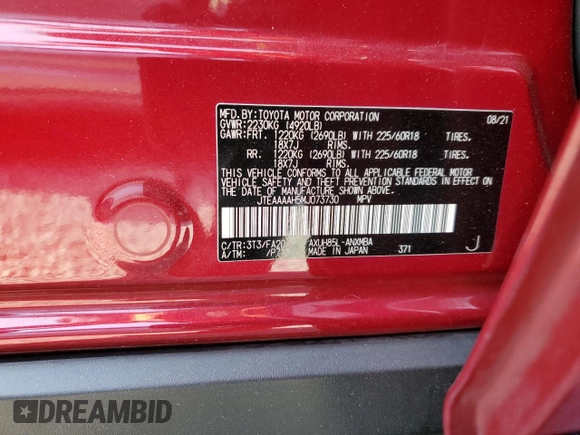 MFD.BY:TOYOTA MOTOR CORPORATION 08/21
GVWR:2230KG (4920LB)
GAWR:FRT. 1220KG (2690LB) WITH 225/60R18 TIRES.
18X7J RIMS.
RR. 1220KG (2690LB) WITH 225/60R18 TIRES.
18X7J RIMS.
THIS VEHICLE CONFORMS TO ALL APPLICABLE FEDERAL MOTOR
VEHICLE SAFETY AND BUMPER STANDARDS IN EFFECT ON
THE DATE OF MANUFACTURE SHOWN ABOVE.
JTEAAAAH5MJ073730 MPV
C/TR:3T3/FA20 AXUH85L-ANXMBA J
A/TM: MADE IN JAPAN 371
DREAMBID